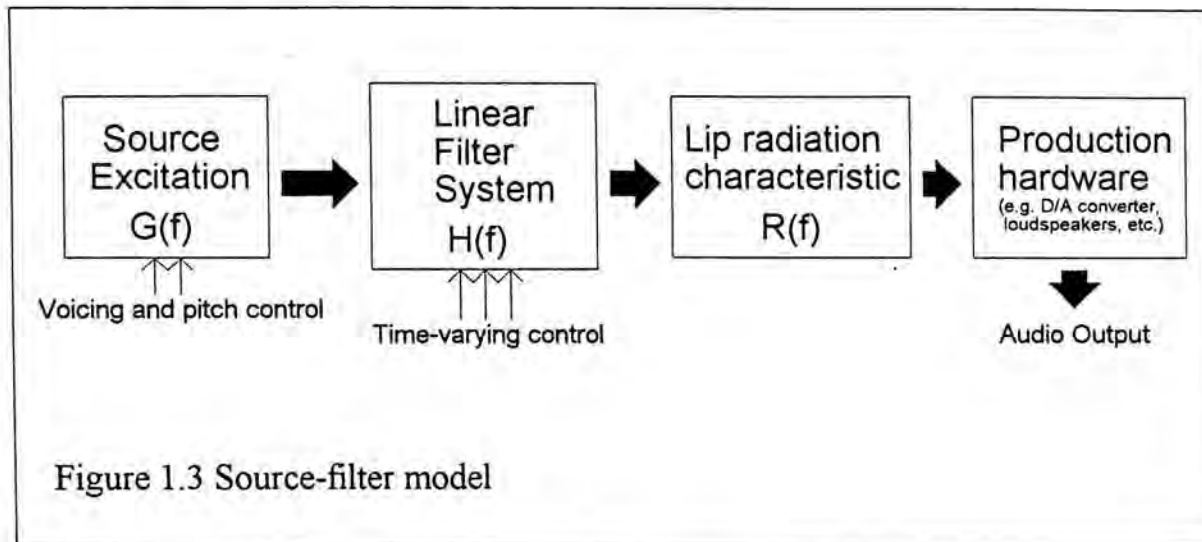 Source
Excitation
G(f)
Voicing and pitch control
Linear
Filter
System
H(f)
Time-varying control
Lip radiation
characteristic
R(f)
Production
hardware
(e.g. D/A converter,
loudspeakers, etc.)
Audio Output
Figure 1.3 Source-filter model